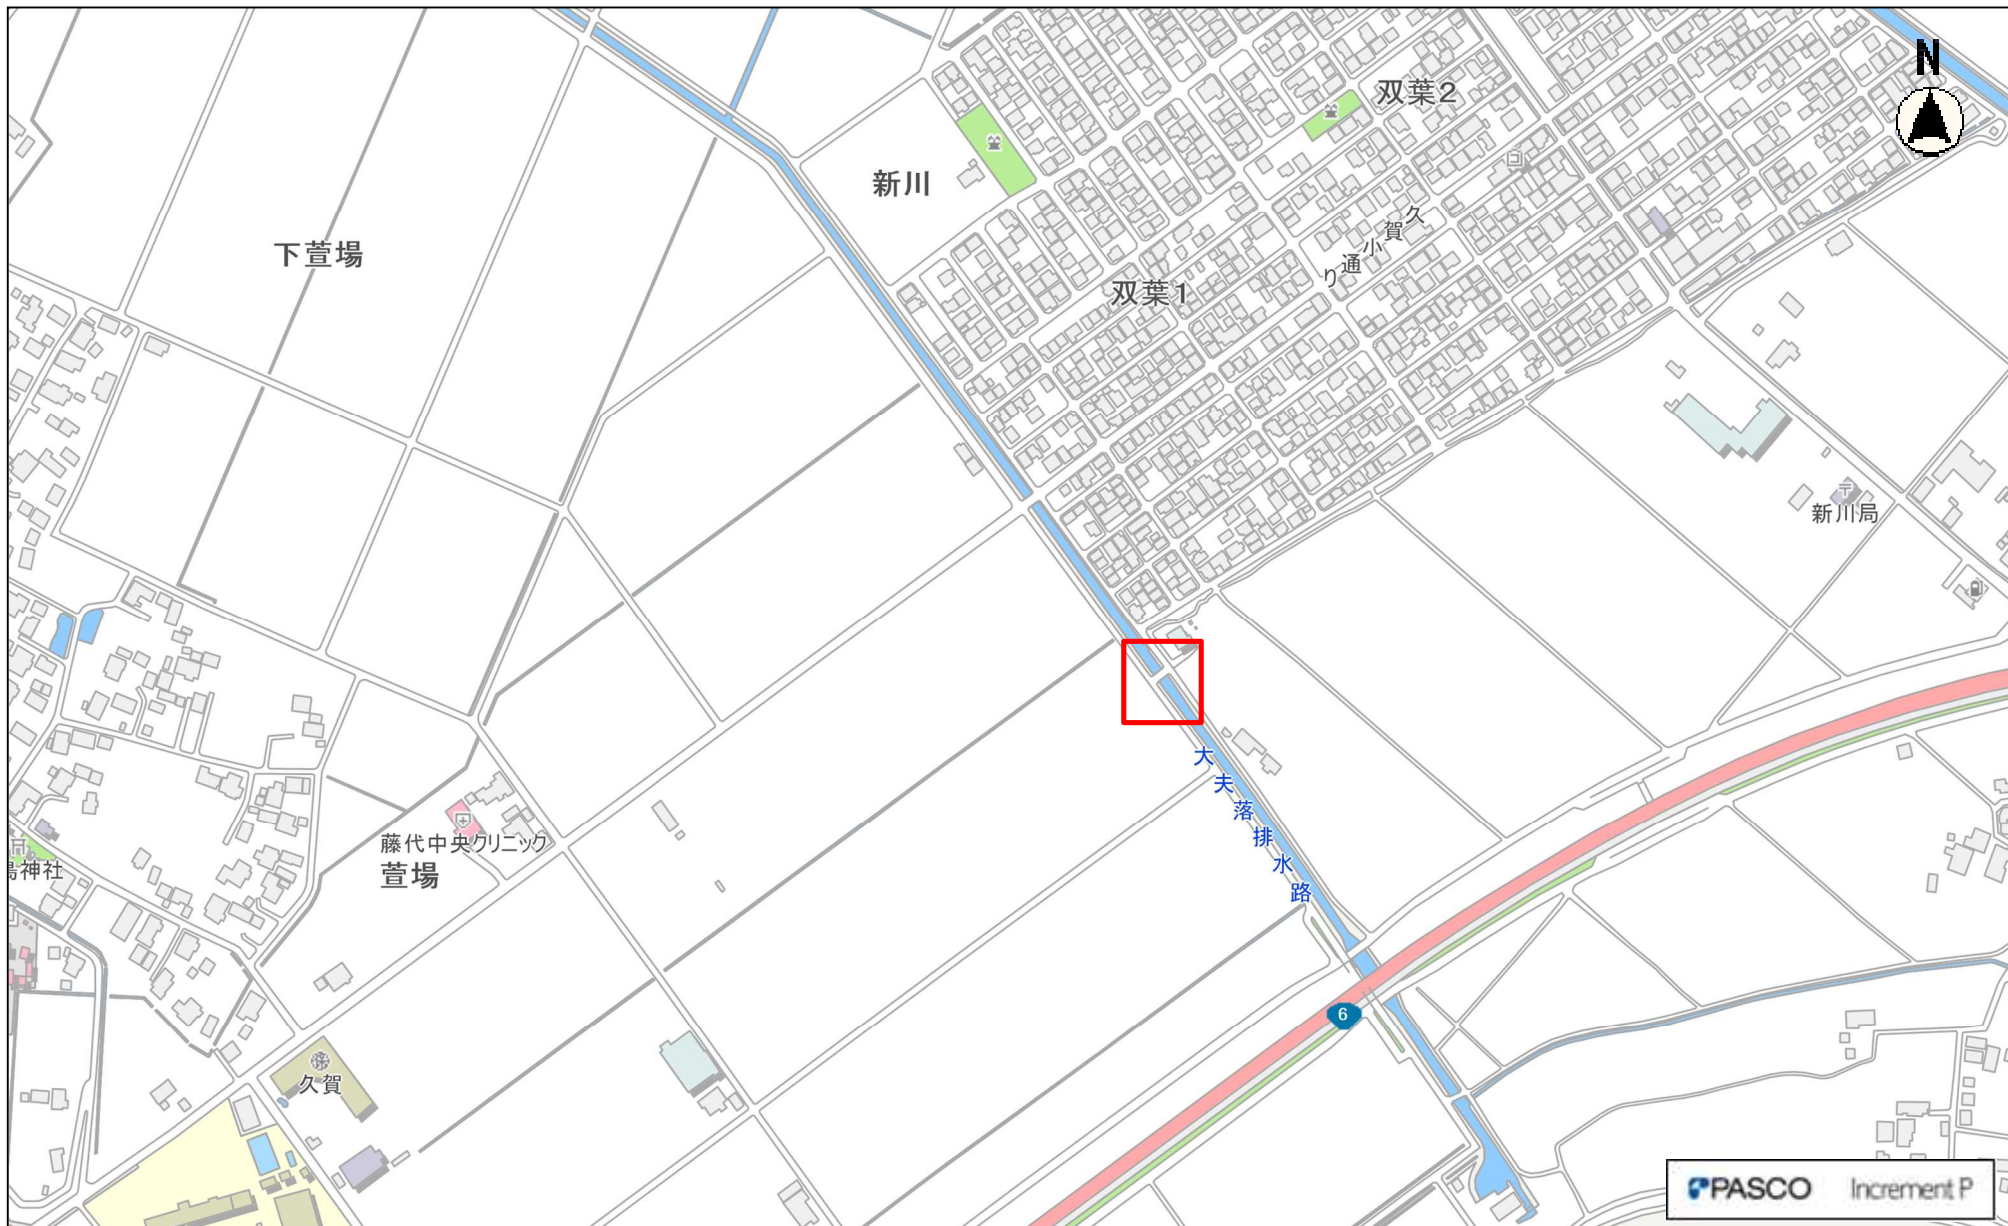 N
双葉2
新川
久賀小通り
下萱場
双葉1
〒
新川局
大夫落排水路
藤代中央クリニック
萱場
島神社
6
久賀
PASCO Increment P